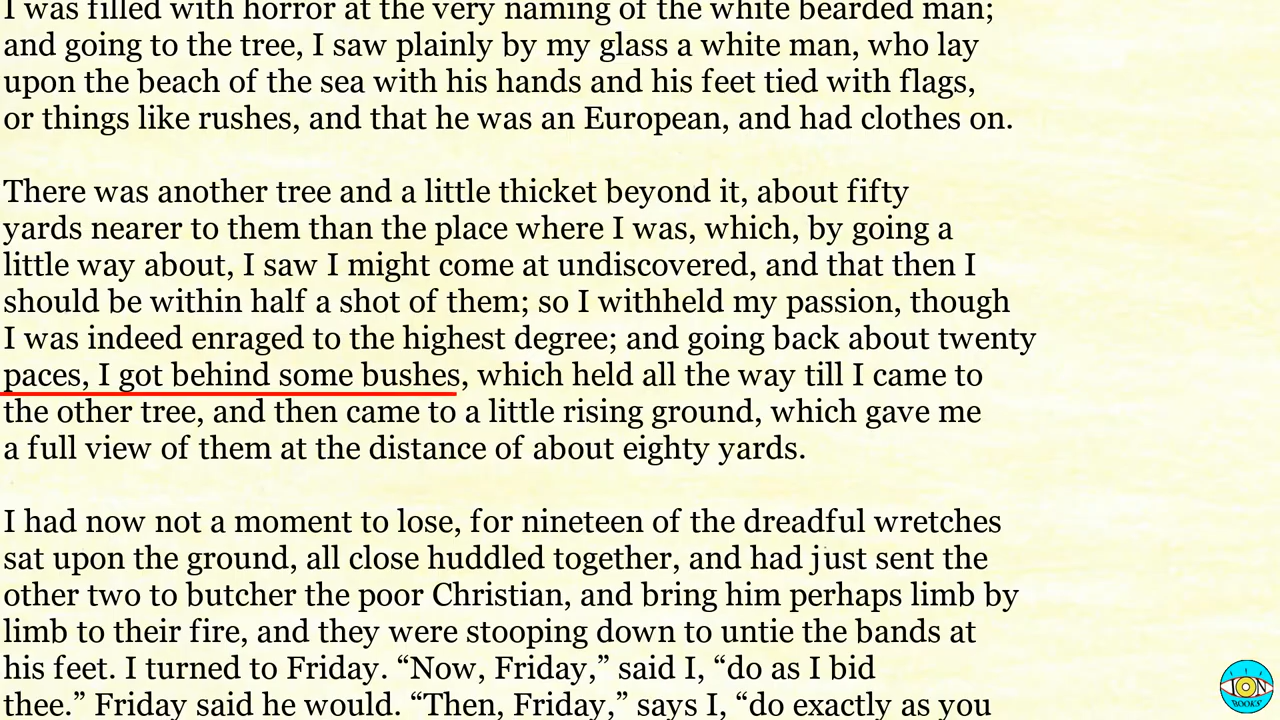 I was filled with horror at the very naming of the white bearded man;
and going to the tree, I saw plainly by my glass a white man, who lay
upon the beach of the sea with his hands and his feet tied with flags,
or things like rushes, and that he was an European, and had clothes on.
There was another tree and a little thicket beyond it, about fifty
yards nearer to them than the place where I was, which, by going a
little way about, I saw I might come at undiscovered, and that then I
should be within half a shot of them; so I withheld my passion, though
I was indeed enraged to the highest degree; and going back about twenty
paces, I got behind some bushes, which held all the way till I came to
the other tree, and then came to a little rising ground, which gave me
a full view of them at the distance of about eighty yards.
I had now not a moment to lose, for nineteen of the dreadful wretches
sat upon the ground, all close huddled together, and had just sent the
other two to butcher the poor Christian, and bring him perhaps limb by
limb to their fire, and they were stooping down to untie the bands at
his feet. I turned to Friday. “Now, Friday,” said I, “do as I bid
thee.” Friday said he would. “Then, Friday,” says I, “do exactly as you
ION
BOOKS